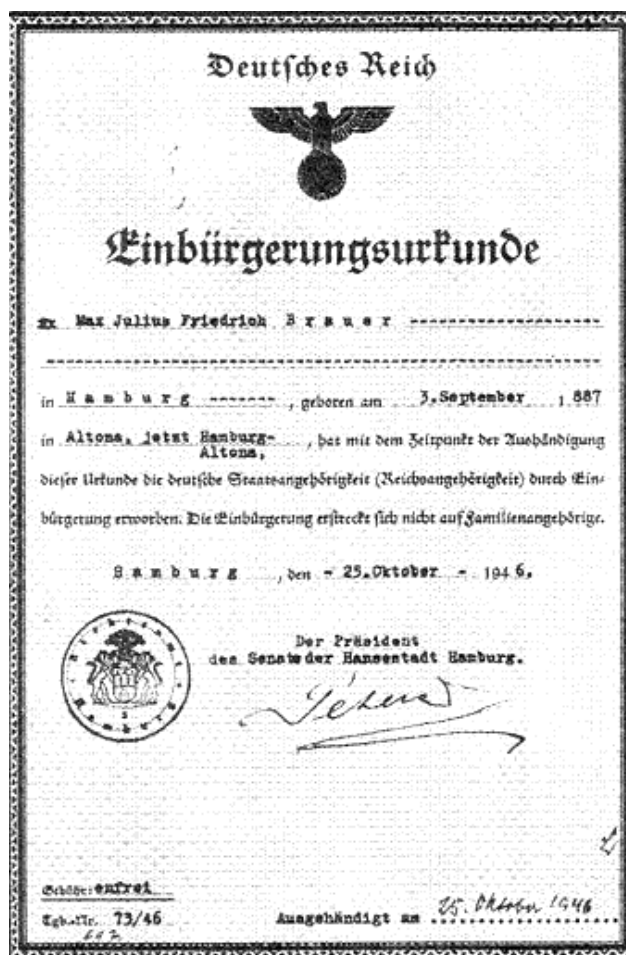 Deutsches Reich
Einbürgerungsurkunde
Max Julius Friedrich B r a u e r --------------------
------------------------------------------------------------
in H a m b u r g -------, geboren am 3.September 1887
in Altona, jetzt Hamburg-Altona, hat mit dem Zeitpunkt der Aushändigung
dieser Urkunde die deutsche Staatsangehörigkeit (Reichsangehörigkeit) durch Ein-
bürgerung erworben. Die Einbürgerung erstreckt sich nicht auf Familienangehörige.
H a m b u r g , den - 25.Oktober - 1946.
Der Präsident
des Senats der Hansestadt Hamburg.
Rechtsamt Hamburg
Gebühr: enfrei
Tgb.-Nr. 73/46
Ausgehändigt am 25. Oktober 1946